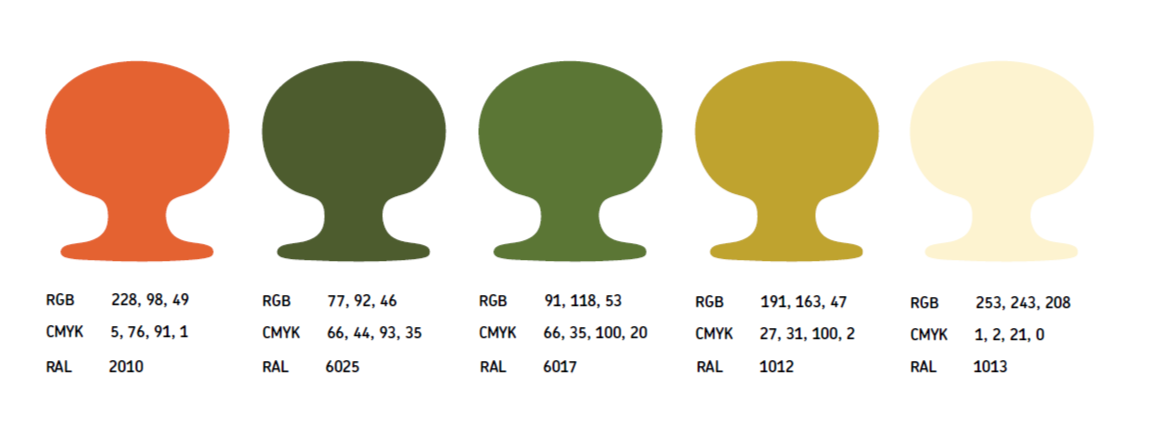 RGB 228, 98, 49
CMYK 5, 76, 91, 1
RAL 2010
RGB 77, 92, 46
CMYK 66, 44, 93, 35
RAL 6025
RGB 91, 118, 53
CMYK 66, 35, 100, 20
RAL 6017
RGB 191, 163, 47
CMYK 27, 31, 100, 2
RAL 1012
RGB 253, 243, 208
CMYK 1, 2, 21, 0
RAL 1013